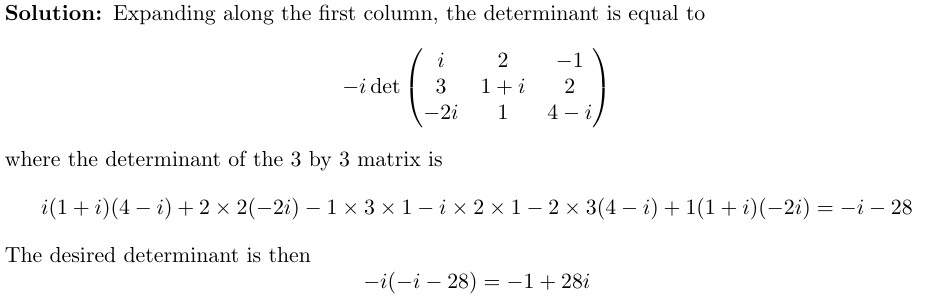 Solution: Expanding along the first column, the determinant is equal to
−i det ( i 2 −1
3 1 + i 2
−2i 1 4 − i )
where the determinant of the 3 by 3 matrix is
i(1 + i)(4 − i) + 2 × 2(−2i) − 1 × 3 × 1 − i × 2 × 1 − 2 × 3(4 − i) + 1(1 + i)(−2i) = −i − 28
The desired determinant is then
−i(−i − 28) = −1 + 28i